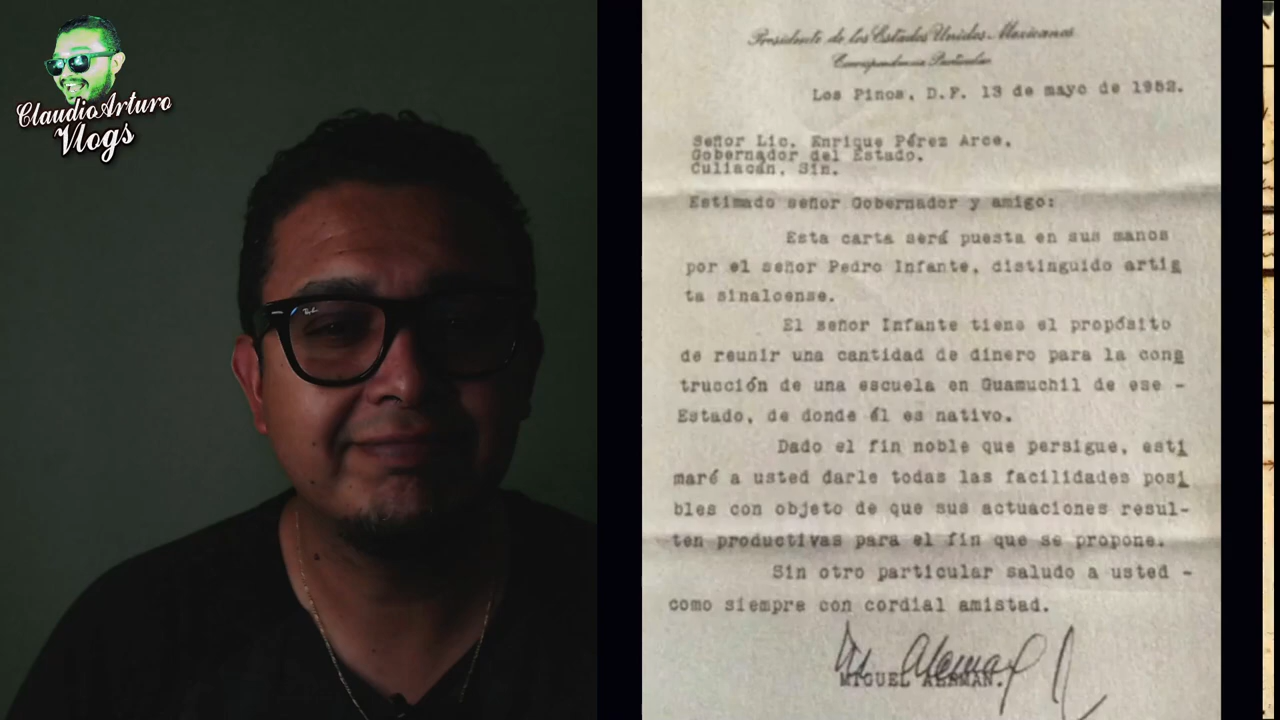 ClaudioArturo
Vlogs
Ray-Ban
Presidente de los Estados Unidos Mexicanos
Correspondencia Particular
Los Pinos, D.F. 13 de mayo de 1952.
Señor Lic. Enrique Pérez Arce,
Gobernador del Estado.
Culiacán, Sin.
Estimado señor Gobernador y amigo:
Esta carta será puesta en sus manos
por el señor Pedro Infante, distinguido artis
ta sinaloense.
El señor Infante tiene el propósito
de reunir una cantidad de dinero para la cons
trucción de una escuela en Guamuchil de ese -
Estado, de donde él es nativo.
Dado el fin noble que persigue, esti
maré a usted darle todas las facilidades posi
bles con objeto de que sus actuaciones resul-
ten productivas para el fin que se propone.
Sin otro particular saludo a usted -
como siempre con cordial amistad.
MIGUEL ALEMAN.